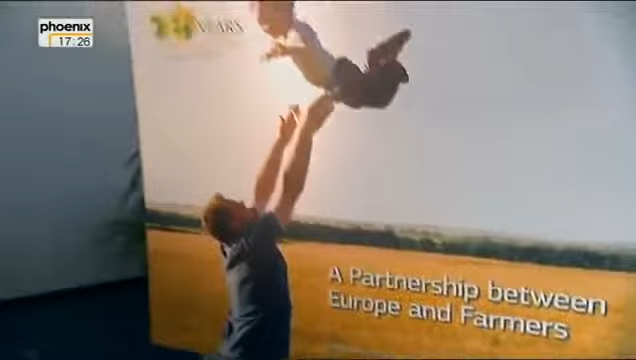 phoenix
17:26
YEARS
A Partnership between
Europe and Farmers